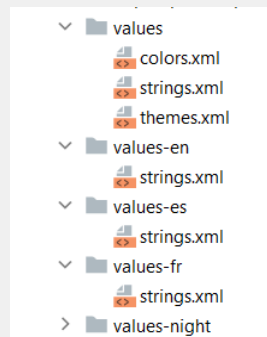 values
colors.xml
strings.xml
themes.xml
values-en
strings.xml
values-es
strings.xml
values-fr
strings.xml
values-night